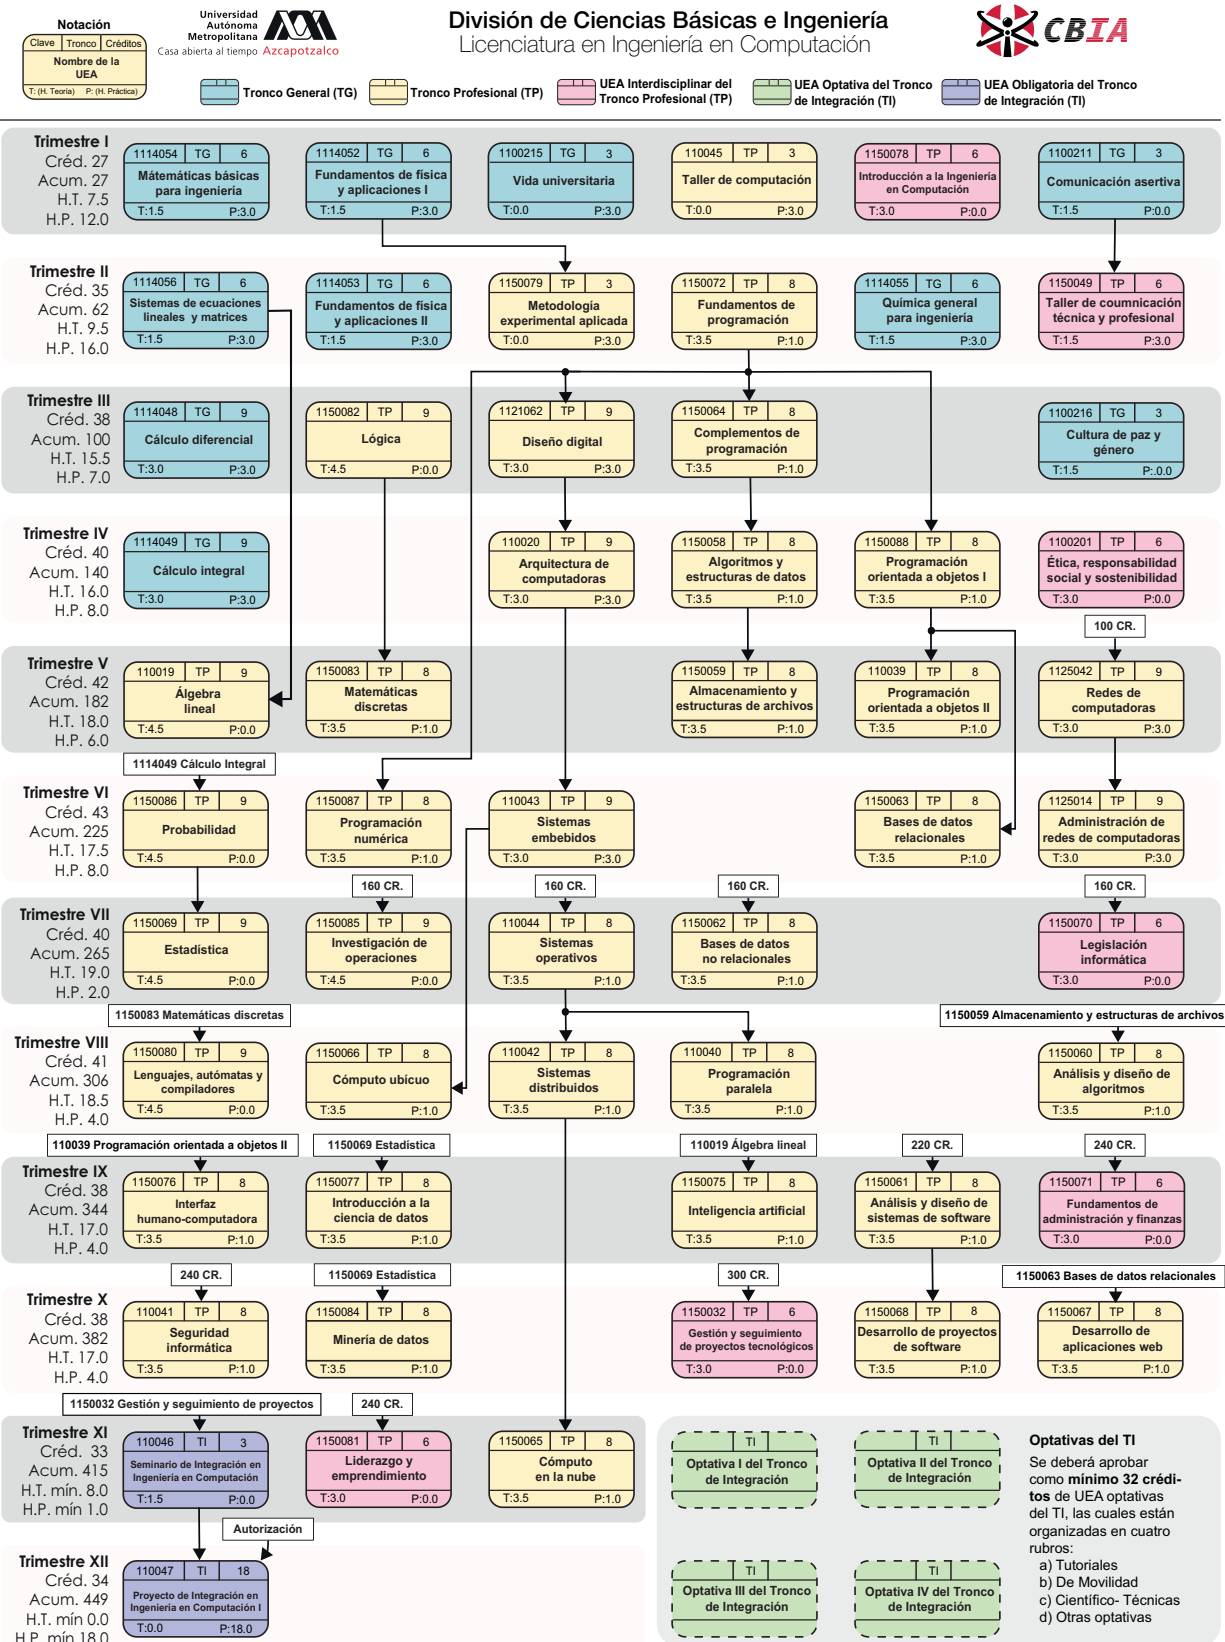 Notación
Clave Tronco Créditos
Nombre de la
UEA
T: (H. Teoría) P: (H. Práctica)
Universidad
Autónoma
Metropolitana
Casa abierta al tiempo Azcapotzalco
División de Ciencias Básicas e Ingeniería
Licenciatura en Ingeniería en Computación
CBIA
Tronco General (TG)
Tronco Profesional (TP)
UEA Interdisciplinar del
Tronco Profesional (TP)
UEA Optativa del Tronco
de Integración (TI)
UEA Obligatoria del Tronco
de Integración (TI)
Trimestre I
Créd. 27
Acum. 27
H.T. 7.5
H.P. 12.0
1114054 TG 6
Mátemáticas básicas
para ingeniería
T:1.5 P:3.0
1114052 TG 6
Fundamentos de física
y aplicaciones I
T:1.5 P:3.0
1100215 TG 3
Vida universitaria
T:0.0 P:3.0
110045 TP 3
Taller de computación
T:0.0 P:3.0
1150078 TP 6
Introducción a la Ingeniería
en Computación
T:3.0 P:0.0
1100211 TG 3
Comunicación asertiva
T:1.5 P:0.0
Trimestre II
Créd. 35
Acum. 62
H.T. 9.5
H.P. 16.0
1114056 TG 6
Sistemas de ecuaciones
lineales y matrices
T:1.5 P:3.0
1114053 TG 6
Fundamentos de física
y aplicaciones II
T:1.5 P:3.0
1150079 TP 3
Metodología
experimental aplicada
T:0.0 P:3.0
1150072 TP 8
Fundamentos de
programación
T:3.5 P:1.0
1114055 TG 6
Química general
para ingeniería
T:1.5 P:3.0
1150049 TP 6
Taller de coumnicación
técnica y profesional
T:1.5 P:3.0
Trimestre III
Créd. 38
Acum. 100
H.T. 15.5
H.P. 7.0
1114048 TG 9
Cálculo diferencial
T:3.0 P:3.0
1150082 TP 9
Lógica
T:4.5 P:0.0
1121062 TP 9
Diseño digital
T:3.0 P:3.0
1150064 TP 8
Complementos de
programación
T:3.5 P:1.0
1100216 TG 3
Cultura de paz y
género
T:1.5 P:.0.0
Trimestre IV
Créd. 40
Acum. 140
H.T. 16.0
H.P. 8.0
1114049 TG 9
Cálculo integral
T:3.0 P:3.0
110020 TP 9
Arquitectura de
computadoras
T:3.0 P:3.0
1150058 TP 8
Algoritmos y
estructuras de datos
T:3.5 P:1.0
1150088 TP 8
Programación
orientada a objetos I
T:3.5 P:1.0
1100201 TP 6
Ética, responsabilidad
social y sostenibilidad
T:3.0 P:0.0
100 CR.
Trimestre V
Créd. 42
Acum. 182
H.T. 18.0
H.P. 6.0
110019 TP 9
Álgebra
lineal
T:4.5 P:0.0
1150083 TP 8
Matemáticas
discretas
T:3.5 P:1.0
1150059 TP 8
Almacenamiento y
estructuras de archivos
T:3.5 P:1.0
110039 TP 8
Programación
orientada a objetos II
T:3.5 P:1.0
1125042 TP 9
Redes de
computadoras
T:3.0 P:3.0
1114049 Cálculo Integral
Trimestre VI
Créd. 43
Acum. 225
H.T. 17.5
H.P. 8.0
1150086 TP 9
Probabilidad
T:4.5 P:0.0
1150087 TP 8
Programación
numérica
T:3.5 P:1.0
110043 TP 9
Sistemas
embebidos
T:3.0 P:3.0
1150063 TP 8
Bases de datos
relacionales
T:3.5 P:1.0
1125014 TP 9
Administración de
redes de computadoras
T:3.0 P:3.0
160 CR.
160 CR.
160 CR.
160 CR.
Trimestre VII
Créd. 40
Acum. 265
H.T. 19.0
H.P. 2.0
1150069 TP 9
Estadística
T:4.5 P:0.0
1150085 TP 9
Investigación de
operaciones
T:4.5 P:0.0
110044 TP 8
Sistemas
operativos
T:3.5 P:1.0
1150062 TP 8
Bases de datos
no relacionales
T:3.5 P:1.0
1150070 TP 6
Legislación
informática
T:3.0 P:0.0
1150083 Matemáticas discretas
1150059 Almacenamiento y estructuras de archivos
Trimestre VIII
Créd. 41
Acum. 306
H.T. 18.5
H.P. 4.0
1150080 TP 9
Lenguajes, autómatas y
compiladores
T:4.5 P:0.0
1150066 TP 8
Cómputo ubícuo
T:3.5 P:1.0
110042 TP 8
Sistemas
distribuidos
T:3.5 P:1.0
110040 TP 8
Programación
paralela
T:3.5 P:1.0
1150060 TP 8
Análisis y diseño de
algoritmos
T:3.5 P:1.0
110039 Programación orientada a objetos II
1150069 Estadística
110019 Álgebra lineal
220 CR.
240 CR.
Trimestre IX
Créd. 38
Acum. 344
H.T. 17.0
H.P. 4.0
1150076 TP 8
Interfaz
humano-computadora
T:3.5 P:1.0
1150077 TP 8
Introducción a la
ciencia de datos
T:3.5 P:1.0
1150075 TP 8
Inteligencia artificial
T:3.5 P:1.0
1150061 TP 8
Análisis y diseño de
sistemas de software
T:3.5 P:1.0
1150071 TP 6
Fundamentos de
administración y finanzas
T:3.0 P:0.0
240 CR.
1150069 Estadística
300 CR.
1150063 Bases de datos relacionales
Trimestre X
Créd. 38
Acum. 382
H.T. 17.0
H.P. 4.0
110041 TP 8
Seguridad
informática
T:3.5 P:1.0
1150084 TP 8
Minería de datos
T:3.5 P:1.0
1150032 TP 6
Gestión y seguimiento
de proyectos tecnológicos
T:3.0 P:0.0
1150068 TP 8
Desarrollo de proyectos
de software
T:3.5 P:1.0
1150067 TP 8
Desarrollo de
aplicaciones web
T:3.5 P:1.0
1150032 Gestión y seguimiento de proyectos
240 CR.
Trimestre XI
Créd. 33
Acum. 415
H.T. mín. 8.0
H.P. mín 1.0
110046 TI 3
Seminario de Integración en
Ingeniería en Computación
T:1.5 P:0.0
1150081 TP 6
Liderazgo y
emprendimiento
T:3.0 P:0.0
1150065 TP 8
Cómputo
en la nube
T:3.5 P:1.0
TI
Optativa I del Tronco
de Integración
TI
Optativa II del Tronco
de Integración
Optativas del TI
Se deberá aprobar
como mínimo 32 crédi-
tos de UEA optativas
del TI, las cuales están
organizadas en cuatro
rubros:
a) Tutoriales
b) De Movilidad
c) Científico- Técnicas
d) Otras optativas
Autorización
Trimestre XII
Créd. 34
Acum. 449
H.T. mín 0.0
H.P. mín 18.0
110047 TI 18
Proyecto de Integración en
Ingeniería en Computación I
T:0.0 P:18.0
TI
Optativa III del Tronco
de Integración
TI
Optativa IV del Tronco
de Integración